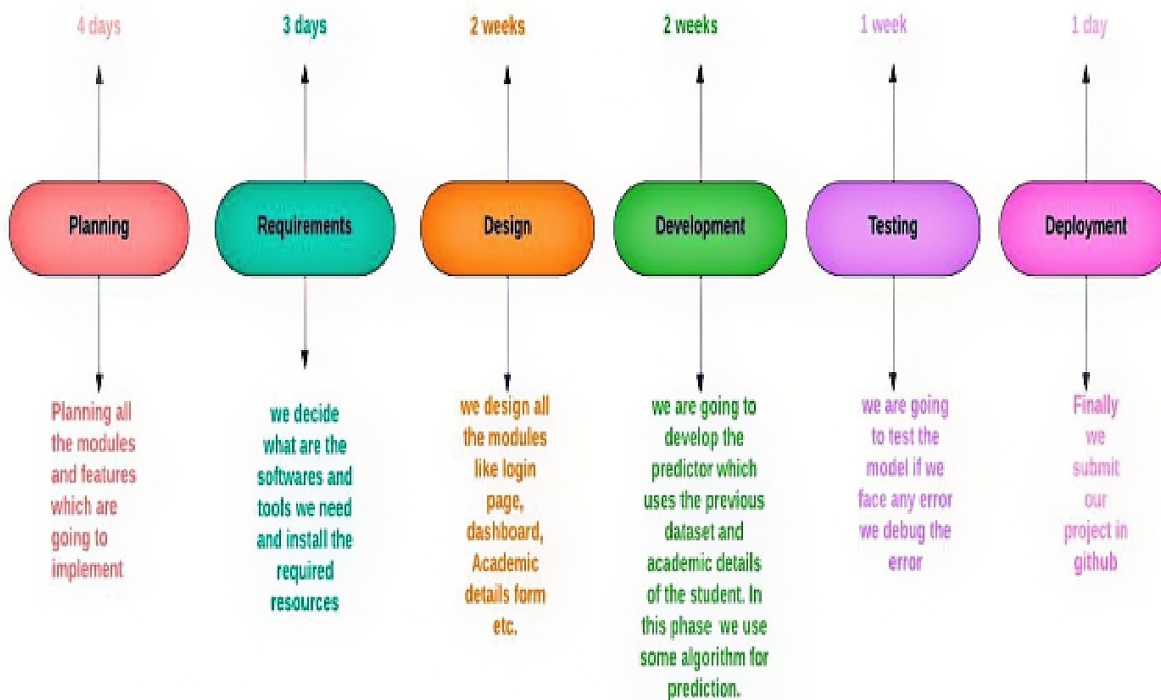 4 days
3 days
2 weeks
2 weeks
1 week
1 day
Planning
Requirements
Design
Development
Testing
Deployment
Planning all
the modules
and features
which are
going to
implement
we decide
what are the
softwares and
tools we need
and install the
required
resources
we design all
the modules
like login
page,
dashboard,
Academic
details form
etc.
we are going to
develop the
predictor which
uses the previous
dataset and
academic details
of the student. In
this phase we use
some algorithm for
prediction.
we are going
to test the
model if we
face any error
we debug the
error
Finally
we
submit
our
project in
github